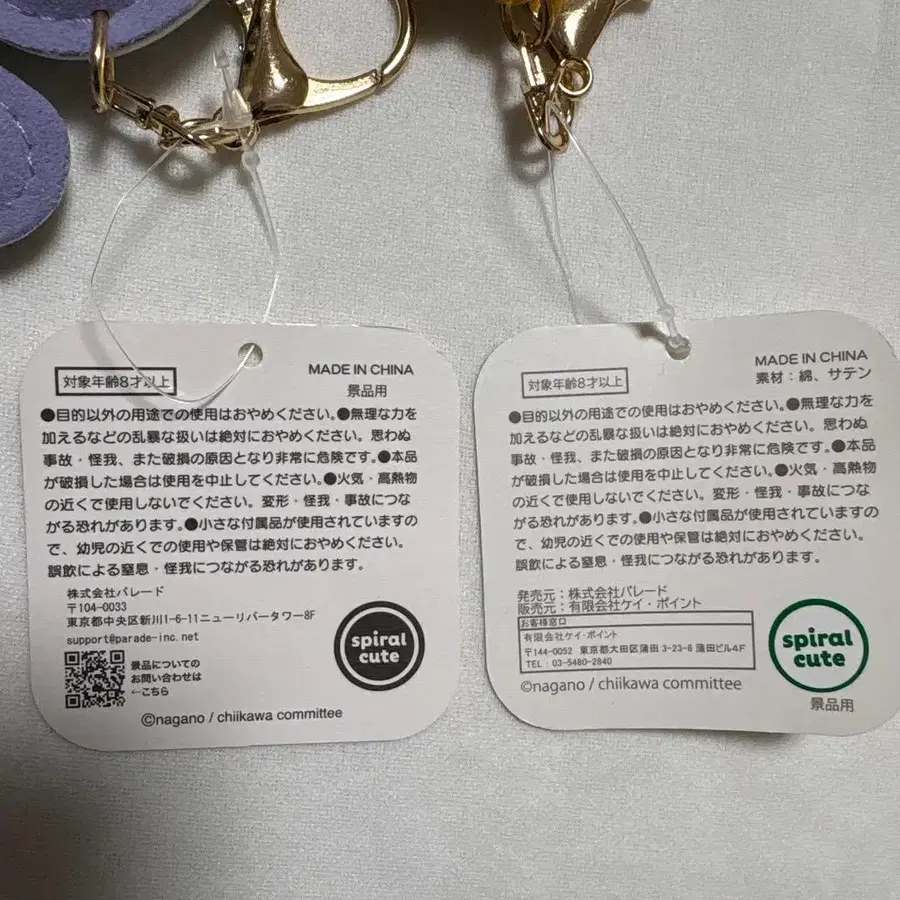 対象年齢8才以上
MADE IN CHINA
景品用
●目的以外の用途での使用はおやめください。●無理な力を
加えるなどの乱暴な扱いは絶対におやめください。思わぬ
事故・怪我、また破損の原因となり非常に危険です。●本品
が破損した場合は使用を中止してください。●火気・高熱物
の近くで使用しないでください。変形・怪我・事故につな
がる恐れがあります。●小さな付属品が使用されていますの
で、幼児の近くでの使用や保管は絶対におやめください。
誤飲による窒息・怪我につながる恐れがあります。
株式会社パレード
〒104-0033
東京都中央区新川1-6-11ニューリバータワー8F
support@parade-inc.net
景品についての
お問い合わせは
←こちら
spiral
cute
©nagano / chiikawa committee
対象年齢8才以上
MADE IN CHINA
素材：綿、サテン
●目的以外の用途での使用はおやめください。●無理な力を
加えるなどの乱暴な扱いは絶対におやめください。思わぬ
事故・怪我、また破損の原因となり非常に危険です。●本品
が破損した場合は使用を中止してください。●火気・高熱物
の近くで使用しないでください。変形・怪我・事故につな
がる恐れがあります。●小さな付属品が使用されていますの
で、幼児の近くでの使用や保管は絶対におやめください。
誤飲による窒息・怪我につながる恐れがあります。
発売元：株式会社パレード
販売元：有限会社ケイ・ポイント
お客様窓口
有限会社ケイ・ポイント
〒144-0052 東京都大田区蒲田 3-23-8 蒲田ビル4F
TEL：03-5480-2840
spiral
cute
©nagano / chiikawa committee
景品用